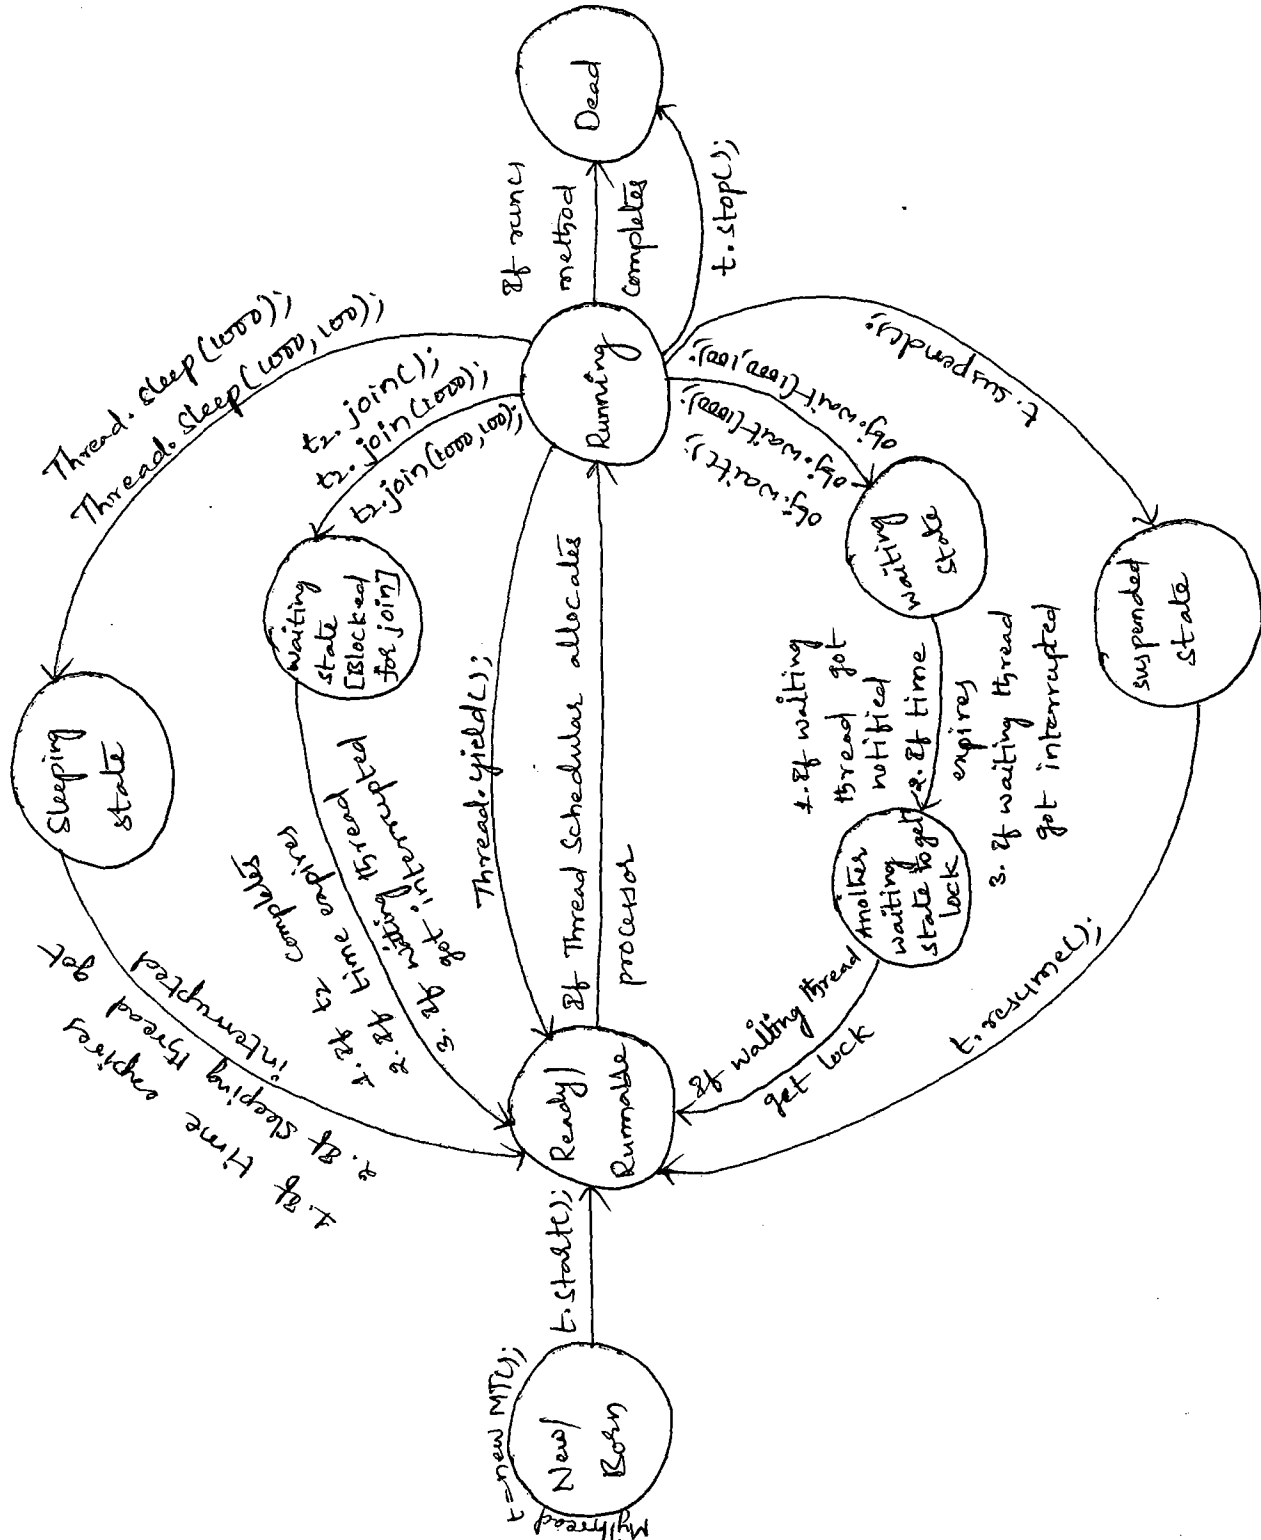 MyThread
t=new MT();
New/
Born
t.start();
Ready/
Runnable
If Thread Schedular allocates
processor
Thread.yield();
Running
If run()
method
completes
Dead
t.stop();
Thread.sleep(1000);
Thread.sleep(1000,100);
Sleeping
state
1. If time expires
2. If sleeping thread got
interrupted
t2.join();
t2.join(1000);
t2.join(1000,100);
waiting
state
[Blocked
for join]
1. If t2 completes
2. If time expires
3. If waiting thread
got interrupted
obj.wait();
obj.wait(1000);
obj.wait(1000,100);
waiting
state
1. If waiting
thread got
notified
2. If time
expires
3. If waiting thread
got interrupted
Another
waiting
state to get
lock
If waiting thread
get lock
t.suspend();
suspended
state
t.resume();